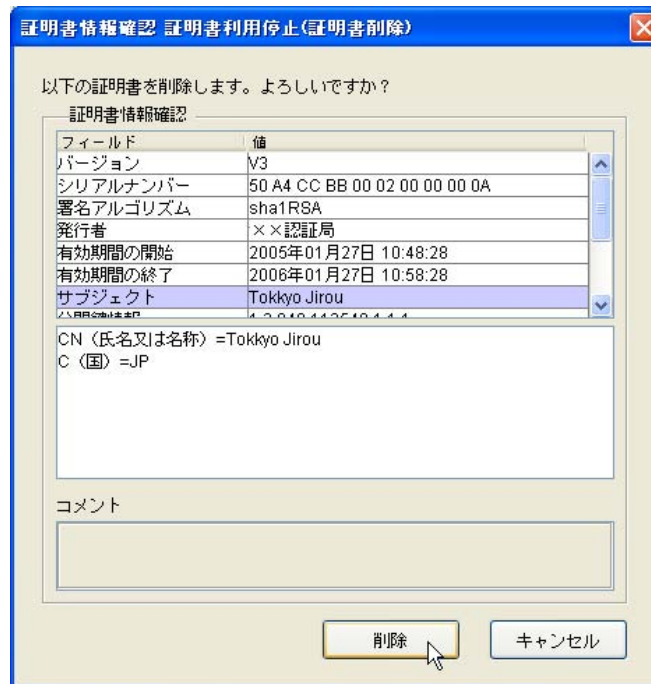 証明書情報確認 証明書利用停止(証明書削除)
以下の証明書を削除します。よろしいですか？
証明書情報確認
フィールド 値
バージョン V3
シリアルナンバー 50 A4 CC BB 00 02 00 00 00 0A
署名アルゴリズム sha1RSA
発行者 ××認証局
有効期間の開始 2005年01月27日 10:48:28
有効期間の終了 2006年01月27日 10:58:28
サブジェクト Tokkyo Jirou
CN（氏名又は名称）=Tokkyo Jirou
C（国）=JP
コメント
削除 キャンセル